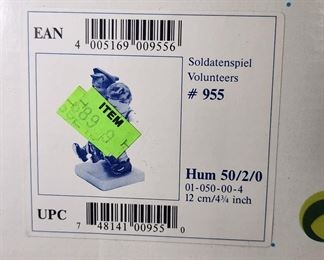 EAN
4 005169 009556
Soldatenspiel
Volunteers
# 955
ITEM
Hum 50/2/0
01-050-00-4
12 cm/4¾ inch
UPC
7 48141 00955 0